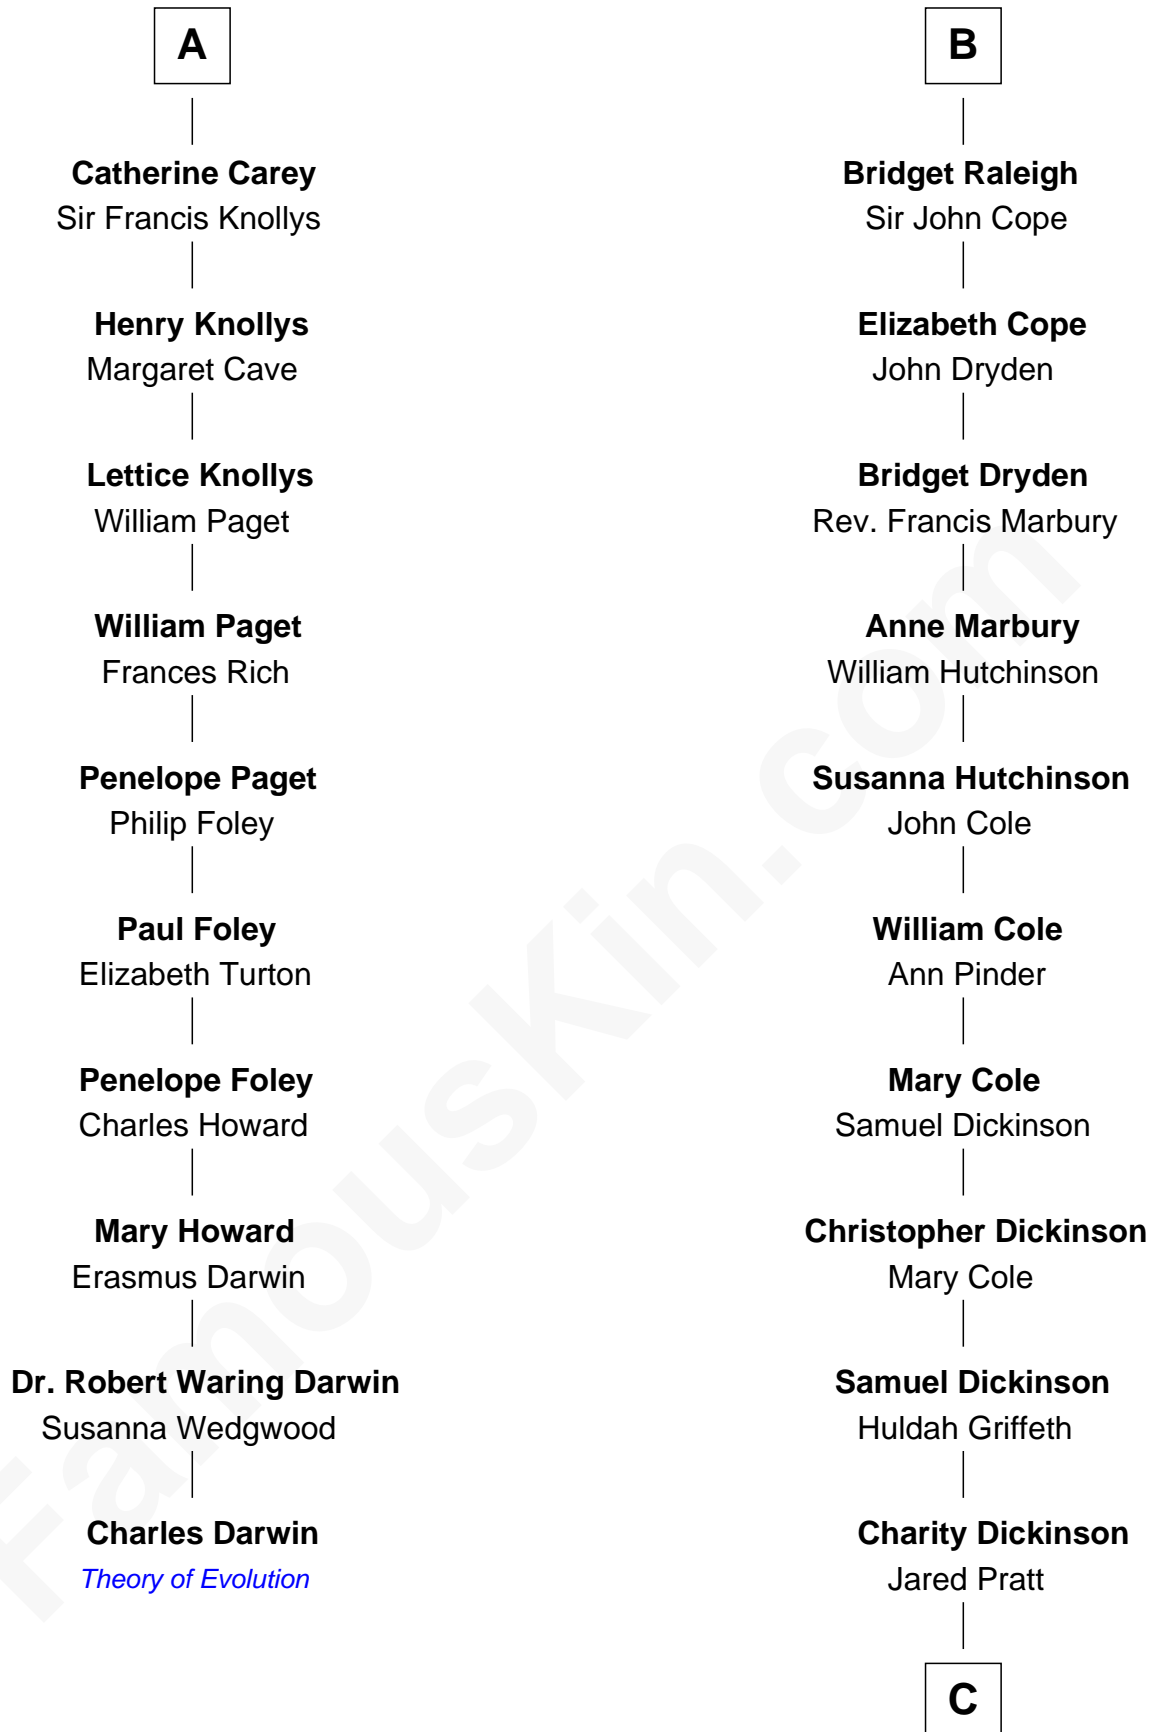 A
Catherine Carey
Sir Francis Knollys
Henry Knollys
Margaret Cave
Lettice Knollys
William Paget
William Paget
Frances Rich
Penelope Paget
Philip Foley
Paul Foley
Elizabeth Turton
Penelope Foley
Charles Howard
Mary Howard
Erasmus Darwin
Dr. Robert Waring Darwin
Susanna Wedgwood
Charles Darwin
Theory of Evolution
B
Bridget Raleigh
Sir John Cope
Elizabeth Cope
John Dryden
Bridget Dryden
Rev. Francis Marbury
Anne Marbury
William Hutchinson
Susanna Hutchinson
John Cole
William Cole
Ann Pinder
Mary Cole
Samuel Dickinson
Christopher Dickinson
Mary Cole
Samuel Dickinson
Huldah Griffeth
Charity Dickinson
Jared Pratt
C
FamousKin.com